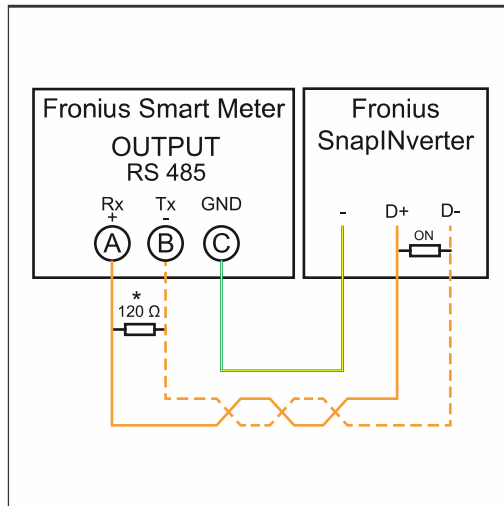 Fronius Smart Meter
OUTPUT
RS 485
Rx Tx GND
+ -
A B C
*
120 Ω
Fronius
SnapINverter
- D+ D-
ON